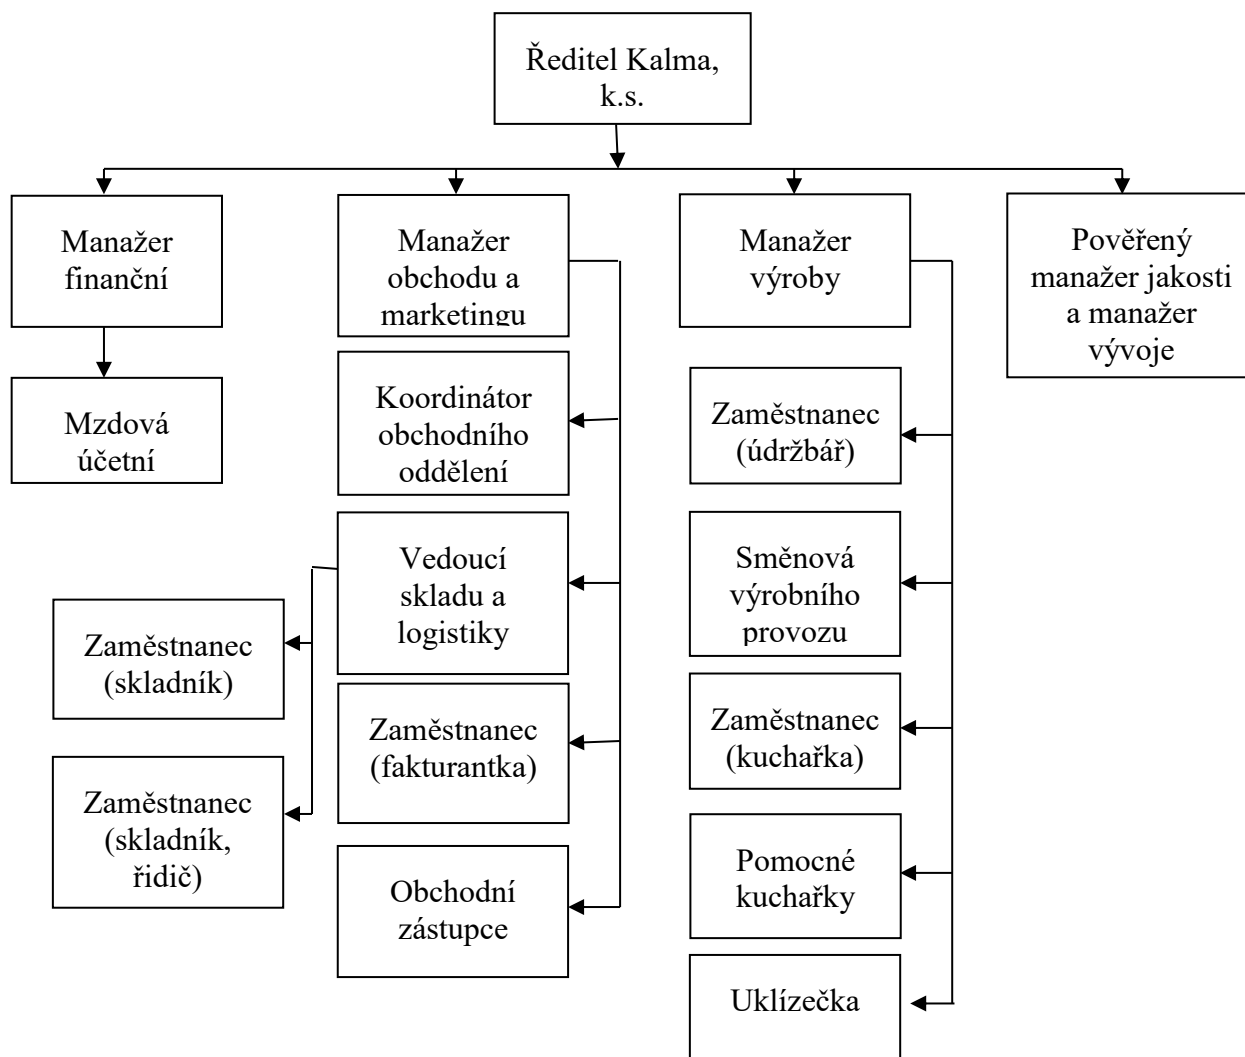 Ředitel Kalma,
k.s.
Manažer
finanční
Manažer
obchodu a
marketingu
Manažer
výroby
Pověřený
manažer jakosti
a manažer
vývoje
Mzdová
účetní
Koordinátor
obchodního
oddělení
Zaměstnanec
(údržbář)
Vedoucí
skladu a
logistiky
Směnová
výrobního
provozu
Zaměstnanec
(skladník)
Zaměstnanec
(fakturantka)
Zaměstnanec
(kuchařka)
Zaměstnanec
(skladník,
řidič)
Obchodní
zástupce
Pomocné
kuchařky
Uklízečka